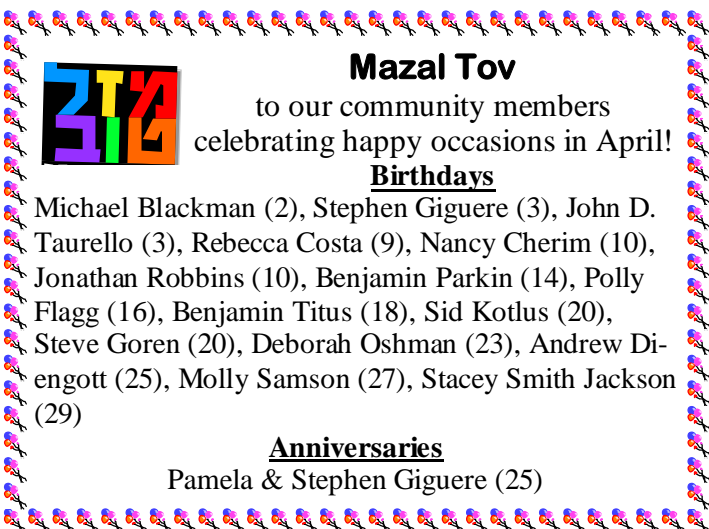 מזל
טוב
Mazal Tov
to our community members
celebrating happy occasions in April!
Birthdays
Michael Blackman (2), Stephen Giguere (3), John D.
Taurello (3), Rebecca Costa (9), Nancy Cherim (10),
Jonathan Robbins (10), Benjamin Parkin (14), Polly
Flagg (16), Benjamin Titus (18), Sid Kotlus (20),
Steve Goren (20), Deborah Oshman (23), Andrew Di-
engott (25), Molly Samson (27), Stacey Smith Jackson
(29)
Anniversaries
Pamela & Stephen Giguere (25)